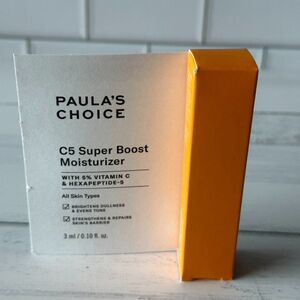 PAULA'S
CHOICE
C5 Super Boost
Moisturizer
WITH 5% VITAMIN C
& HEXAPEPTIDE-5
All Skin Types
BRIGHTENS DULLNESS
& EVENS TONE
STRENGTHENS & REPAIRS
SKIN'S BARRIER
3 ml / 0.10 fl. oz.